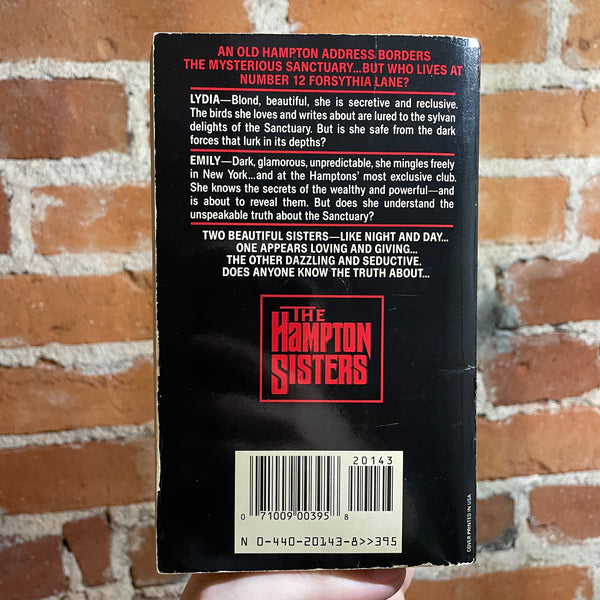 AN OLD HAMPTON ADDRESS BORDERS
THE MYSTERIOUS SANCTUARY...BUT WHO LIVES AT
NUMBER 12 FORSYTHIA LANE?
LYDIA—Blond, beautiful, she is secretive and reclusive.
The birds she loves and writes about are lured to the sylvan
delights of the Sanctuary. But is she safe from the dark
forces that lurk in its depths?
EMILY—Dark, glamorous, unpredictable, she mingles freely
in New York...and at the Hamptons' most exclusive club.
She knows the secrets of the wealthy and powerful—and
is about to reveal them. But does she understand the
unspeakable truth about the Sanctuary?
TWO BEAUTIFUL SISTERS—LIKE NIGHT AND DAY...
ONE APPEARS LOVING AND GIVING...
THE OTHER DAZZLING AND SEDUCTIVE.
DOES ANYONE KNOW THE TRUTH ABOUT...
THE
HAMPTON
SISTERS
20143
0 71009 00395 8
N 0-440-20143-8>>395
COVER PRINTED IN USA